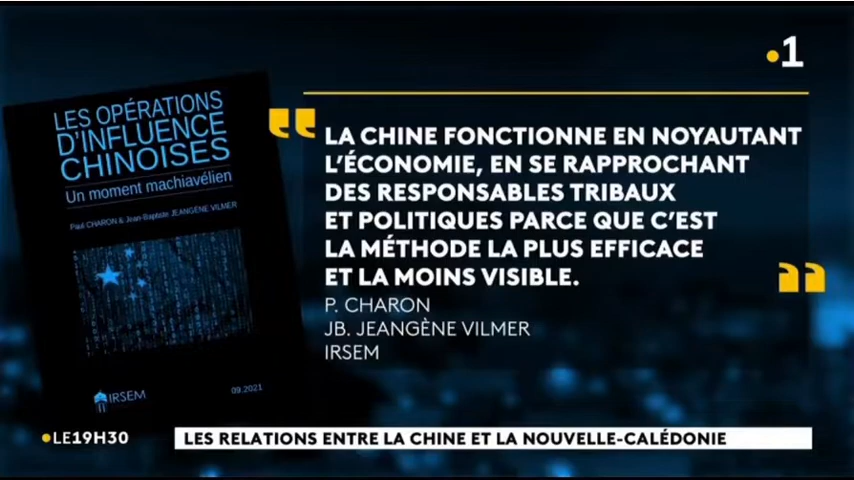 1
LES OPÉRATIONS
D'INFLUENCE
CHINOISES
Un moment machiavélien
Paul CHARON & Jean-Baptiste JEANGÈNE VILMER
IRSEM
09.2021
LA CHINE FONCTIONNE EN NOYAUTANT
L'ÉCONOMIE, EN SE RAPPROCHANT
DES RESPONSABLES TRIBAUX
ET POLITIQUES PARCE QUE C'EST
LA MÉTHODE LA PLUS EFFICACE
ET LA MOINS VISIBLE.
P. CHARON
JB. JEANGÈNE VILMER
IRSEM
LE19H30
LES RELATIONS ENTRE LA CHINE ET LA NOUVELLE-CALÉDONIE